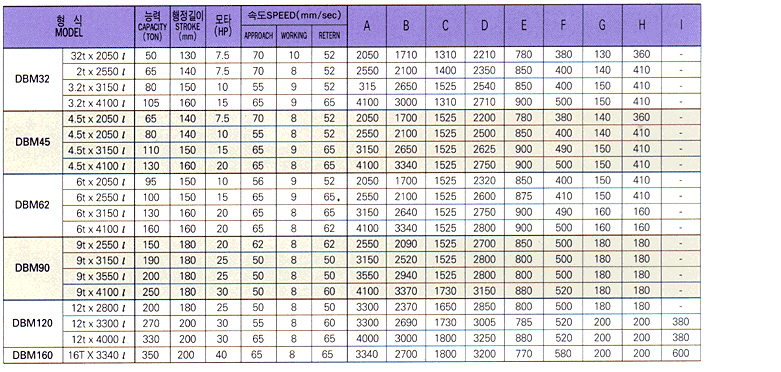 형 식 능력 행정길이 모타 속도SPEED(mm/sec) A B C D E F G H I
MODEL CAPACITY (TON) STROKE (mm) (HP) APPROACH WORKING RETERN
DBM32 32t x 2050 l 50 130 7.5 70 10 52 2050 1710 1310 2210 780 380 130 360 -
2t x 2550 l 65 140 7.5 70 8 52 2550 2100 1400 2350 850 400 140 410 -
3.2t x 3150 l 80 150 10 55 9 52 315 2650 1525 2540 850 400 150 410 -
3.2t x 4100 l 105 160 15 65 9 65 4100 3000 1310 2710 900 500 150 410 -
DBM45 4.5t x 2050 l 65 140 7.5 70 8 52 2050 1700 1525 2200 780 380 140 360 -
4.5t x 2050 l 80 140 10 55 8 52 2550 2100 1525 2500 850 400 140 410 -
4.5t x 3150 l 110 150 15 65 9 65 3150 2650 1525 2625 900 490 150 410 -
4.5t x 4100 l 130 160 20 65 8 65 4100 3340 1525 2750 900 500 150 410 -
DBM62 6t x 2050 l 95 150 10 56 9 52 2050 1700 1525 2320 850 400 150 410 -
6t x 2550 l 100 150 15 65 9 65 2550 2100 1525 2600 875 410 150 410 -
6t x 3150 l 130 160 20 65 8 65 3150 2640 1525 2750 900 490 160 160 -
6t x 4100 l 160 160 20 65 8 62 4100 3340 1525 2800 900 500 160 160 -
DBM90 9t x 2550 l 150 180 20 62 8 62 2550 2090 1525 2700 850 500 180 180 -
9t x 3150 l 190 180 25 50 8 50 3150 2520 1525 2800 800 500 180 180 -
9t x 3550 l 200 180 25 50 8 50 3550 2940 1525 2800 800 500 180 180 -
9t x 4100 l 250 180 30 50 8 60 4100 3370 1730 3150 880 520 180 180 -
DBM120 12t x 2800 l 200 180 25 50 8 50 3300 2370 1650 2850 800 500 180 180 -
12t x 3300 l 270 200 30 55 8 60 3300 2690 1730 3005 785 520 200 200 380
12t x 4000 l 330 200 30 65 8 65 4000 3000 1800 3250 880 520 200 200 380
DBM160 16T X 3340 l 350 200 40 65 8 65 3340 2700 1800 3200 770 580 200 200 600